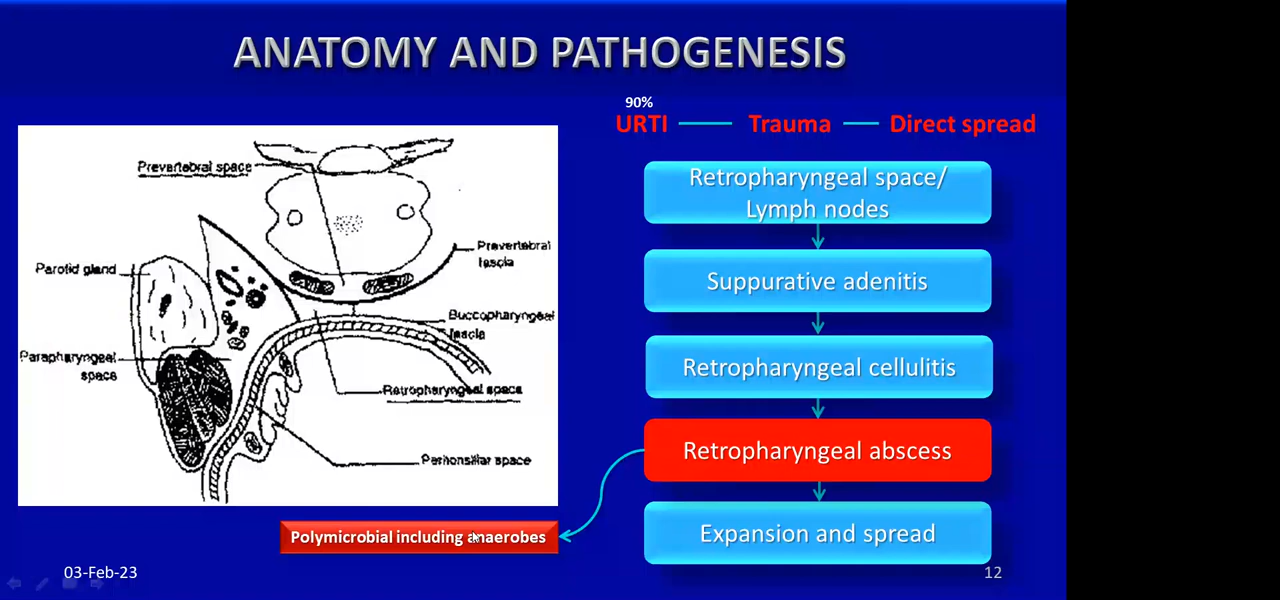 ANATOMY AND PATHOGENESIS
90%
URTI Trauma Direct spread
Prevertebral space
Prevertebral
fascia
Parotid gland
Buccopharyngeal
fascia
Parapharyngeal
space
Retropharyngeal space
Peritonsillar space
Retropharyngeal space/
Lymph nodes
Suppurative adenitis
Retropharyngeal cellulitis
Retropharyngeal abscess
Expansion and spread
Polymicrobial including anaerobes
03-Feb-23
12